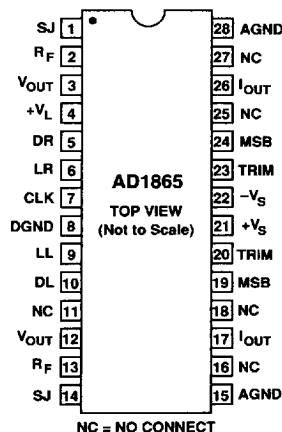 SJ 1 28 AGND
RF 2 27 NC
VOUT 3 26 IOUT
+VL 4 25 NC
DR 5 24 MSB
LR 6 23 TRIM
CLK 7 22 −VS
DGND 8 21 +VS
LL 9 20 TRIM
DL 10 19 MSB
NC 11 18 NC
VOUT 12 17 IOUT
RF 13 16 NC
SJ 14 15 AGND
AD1865
TOP VIEW
(Not to Scale)
NC = NO CONNECT